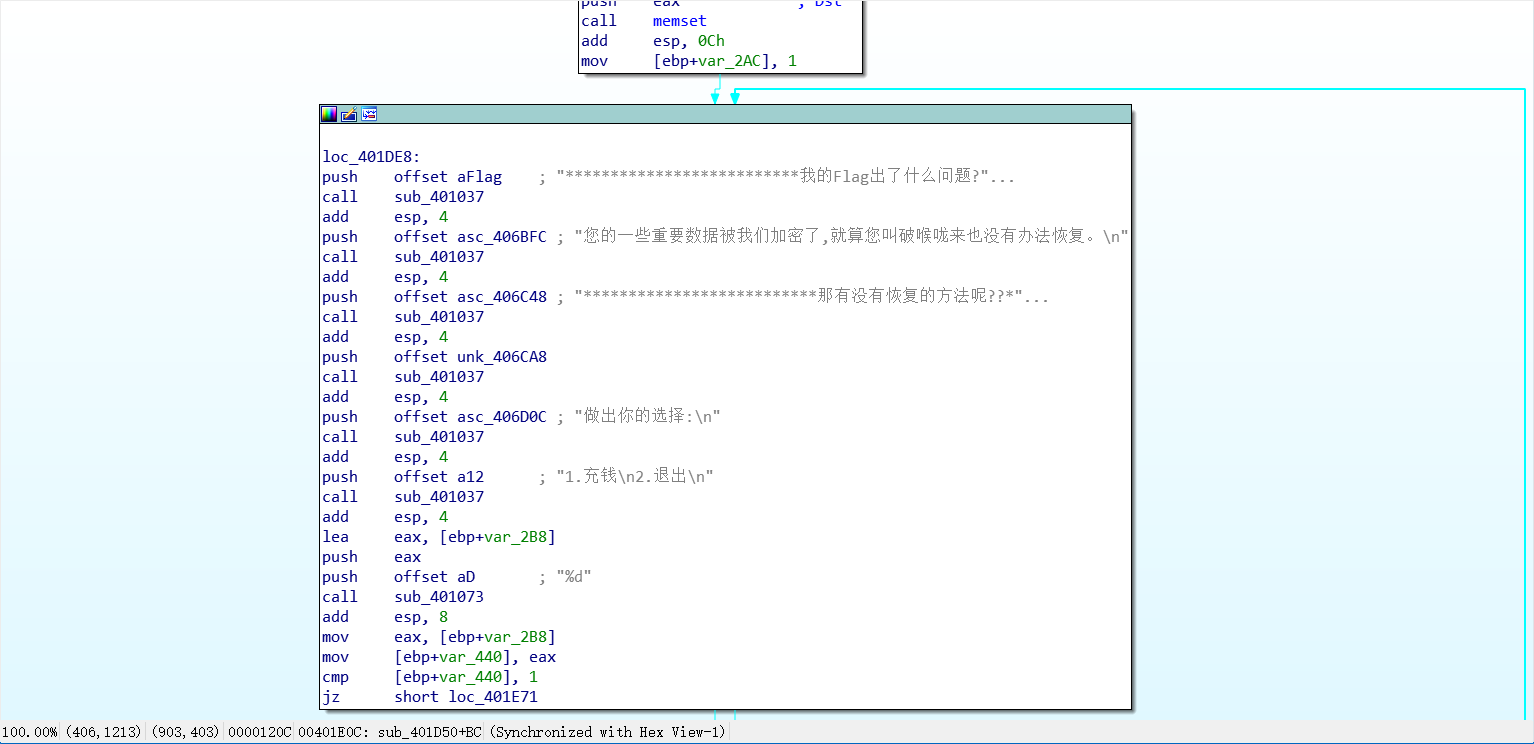 push    eax             ; Dst
call    memset
add     esp, 0Ch
mov     [ebp+var_2AC], 1
loc_401DE8:
push    offset aFlag    ; "**************************我的Flag出了什么问题?"...
call    sub_401037
add     esp, 4
push    offset asc_406BFC ; "您的一些重要数据被我们加密了,就算您叫破喉咙来也没有办法恢复。\n"
call    sub_401037
add     esp, 4
push    offset asc_406C48 ; "**************************那有没有恢复的方法呢??*"...
call    sub_401037
add     esp, 4
push    offset unk_406CA8
call    sub_401037
add     esp, 4
push    offset asc_406D0C ; "做出你的选择:\n"
call    sub_401037
add     esp, 4
push    offset a12      ; "1.充钱\n2.退出\n"
call    sub_401037
add     esp, 4
lea     eax, [ebp+var_2B8]
push    eax
push    offset aD       ; "%d"
call    sub_401073
add     esp, 8
mov     eax, [ebp+var_2B8]
mov     [ebp+var_440], eax
cmp     [ebp+var_440], 1
jz      short loc_401E71
100.00% (406,1213) (903,403) 0000120C 00401E0C: sub_401D50+BC (Synchronized with Hex View-1)